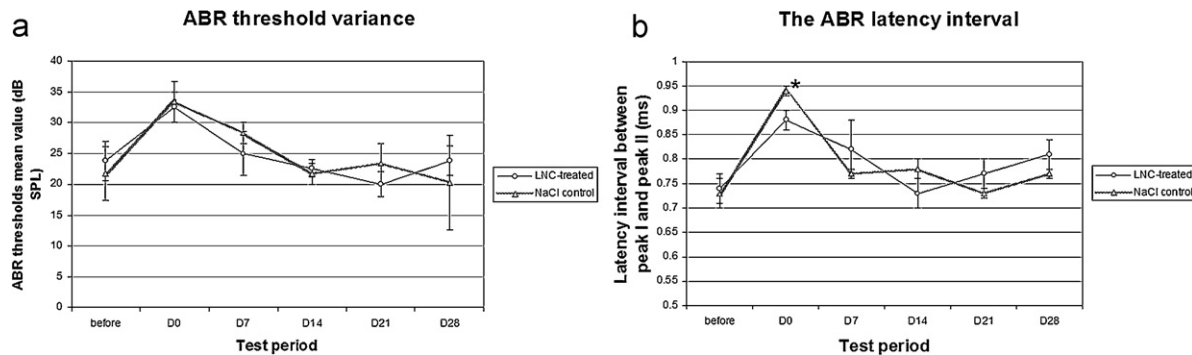 a
ABR threshold variance
ABR thresholds mean value (dB
SPL)
40
35
30
25
20
15
10
5
0
before D0 D7 D14 D21 D28
Test period
LNC-treated
NaCl control
b
The ABR latency interval
Latency interval between
peak I and peak II (ms)
1
0.95
0.9
0.85
0.8
0.75
0.7
0.65
0.6
0.55
0.5
*
before D0 D7 D14 D21 D28
Test period
LNC-treated
NaCl control